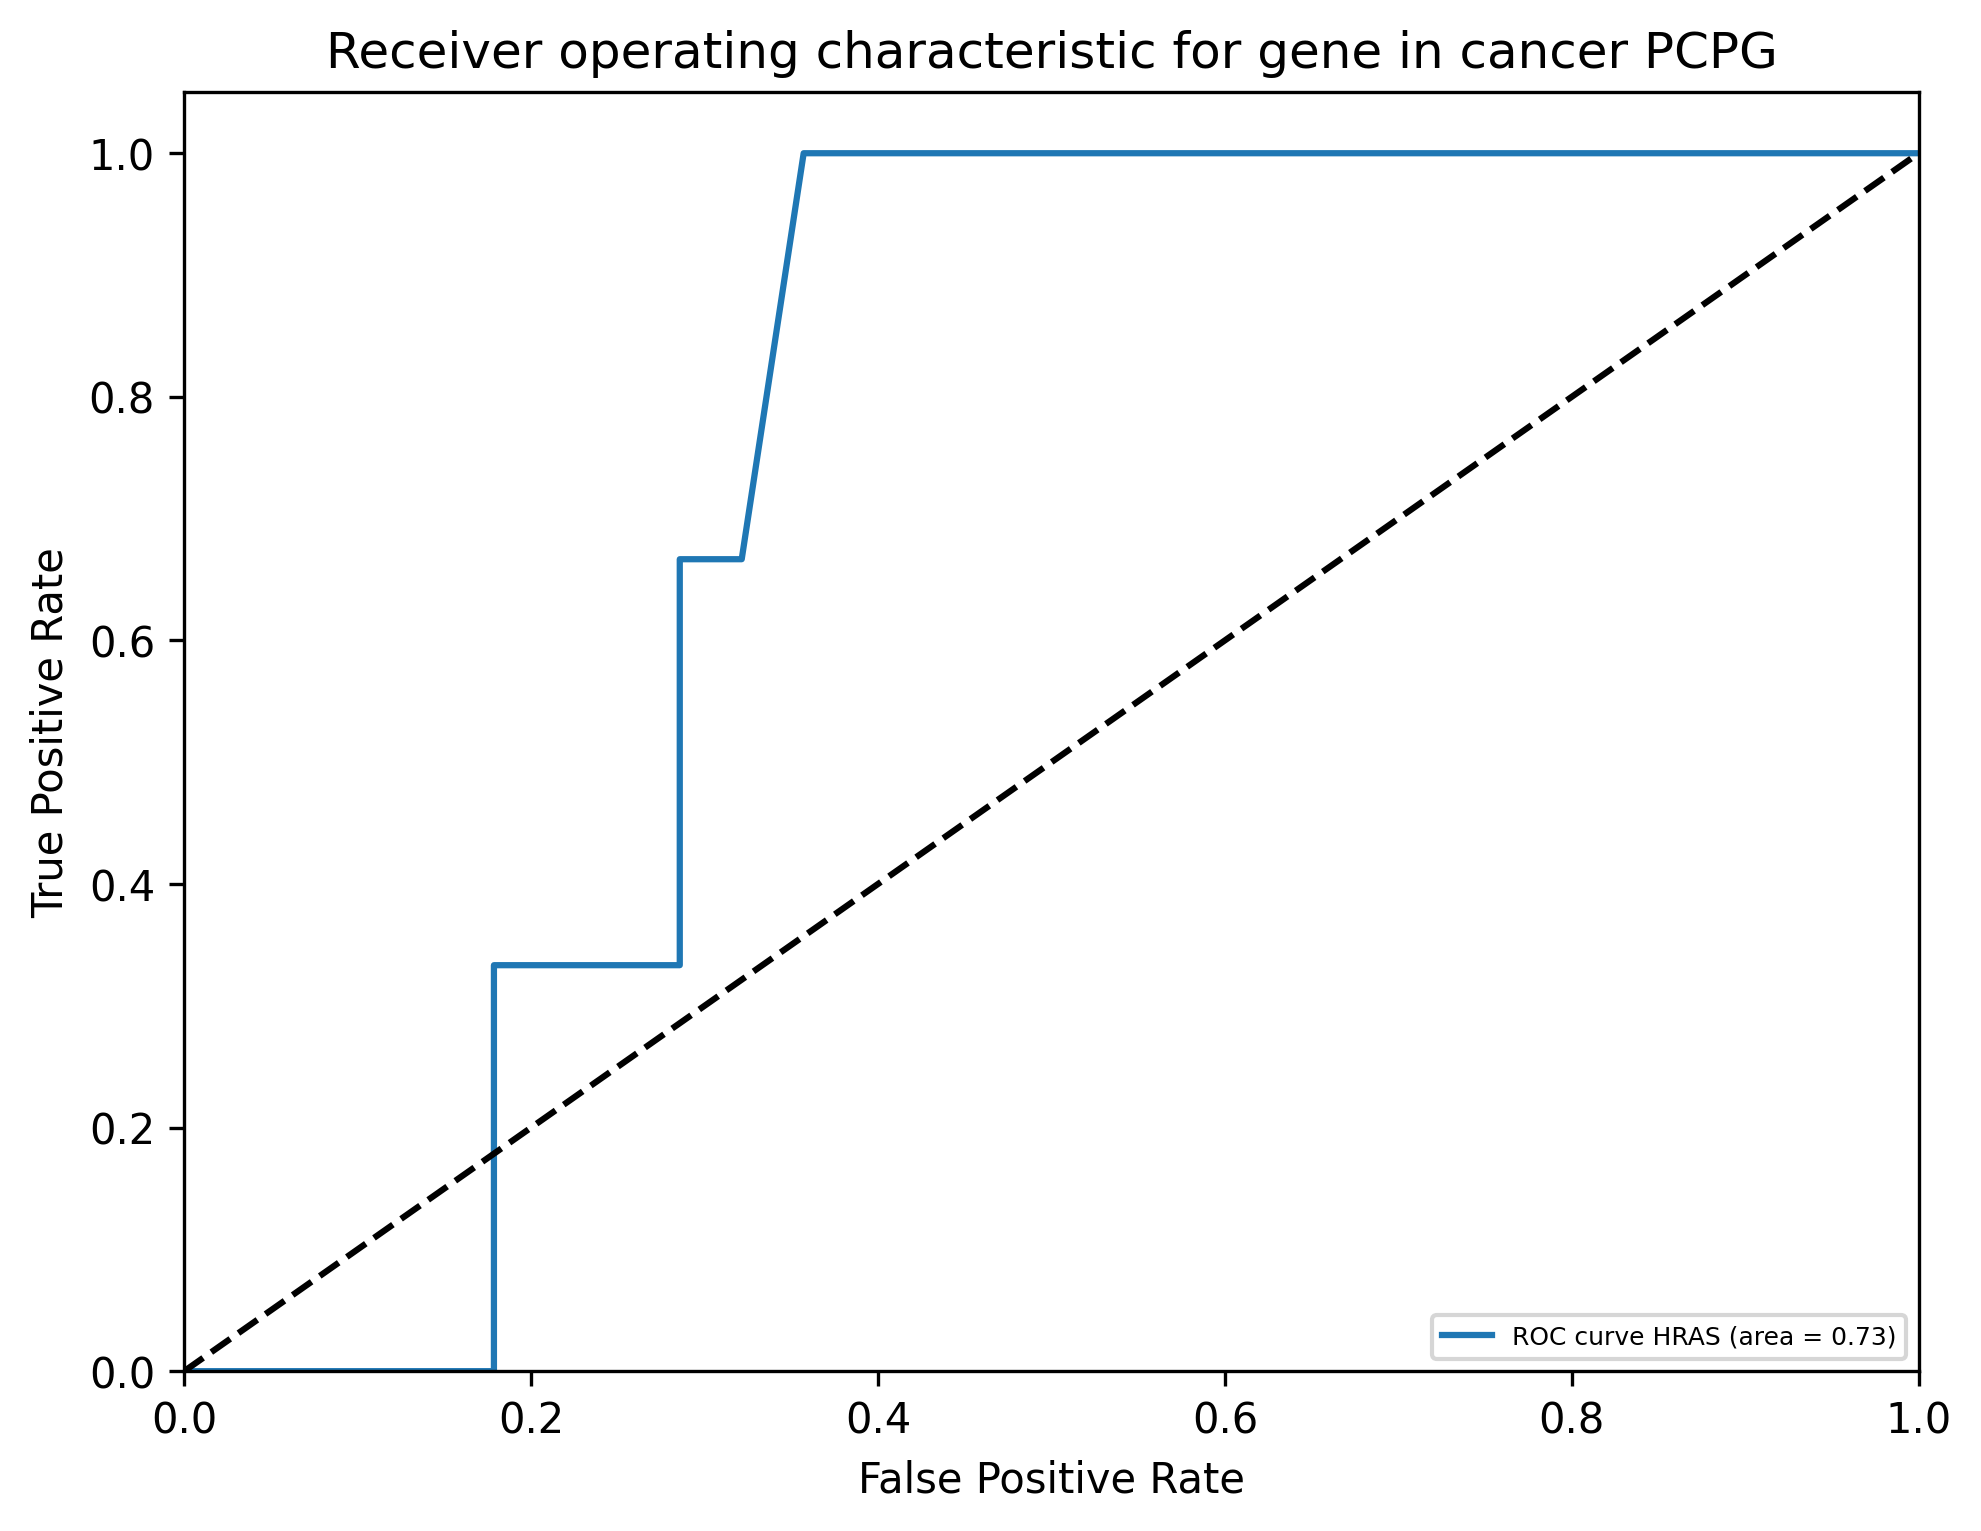 Receiver operating characteristic for gene in cancer PCPG
True Positive Rate
1.0
0.8
0.6
0.4
0.2
0.0
ROC curve HRAS (area = 0.73)
0.0 0.2 0.4 0.6 0.8 1.0
False Positive Rate